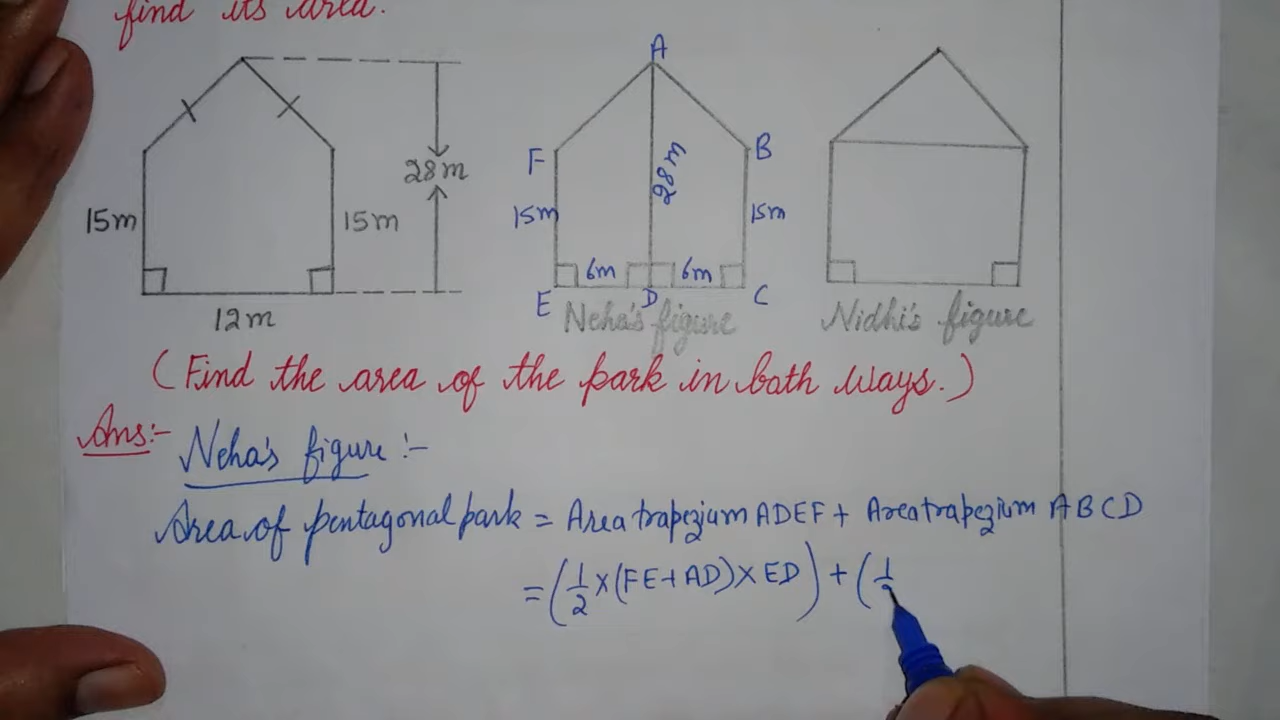 find its area.
28m
15m
15m
12m
A
F
B
28m
15m
15m
6m
6m
E
D
C
Neha's figure
Nidhi's figure
(Find the area of the park in both ways.)
Ans:-
Neha's figure :-
Area of pentagonal park = Area trapezium ADEF + Area trapezium ABCD
= (1/2 × (FE + AD) × ED) + (1/2